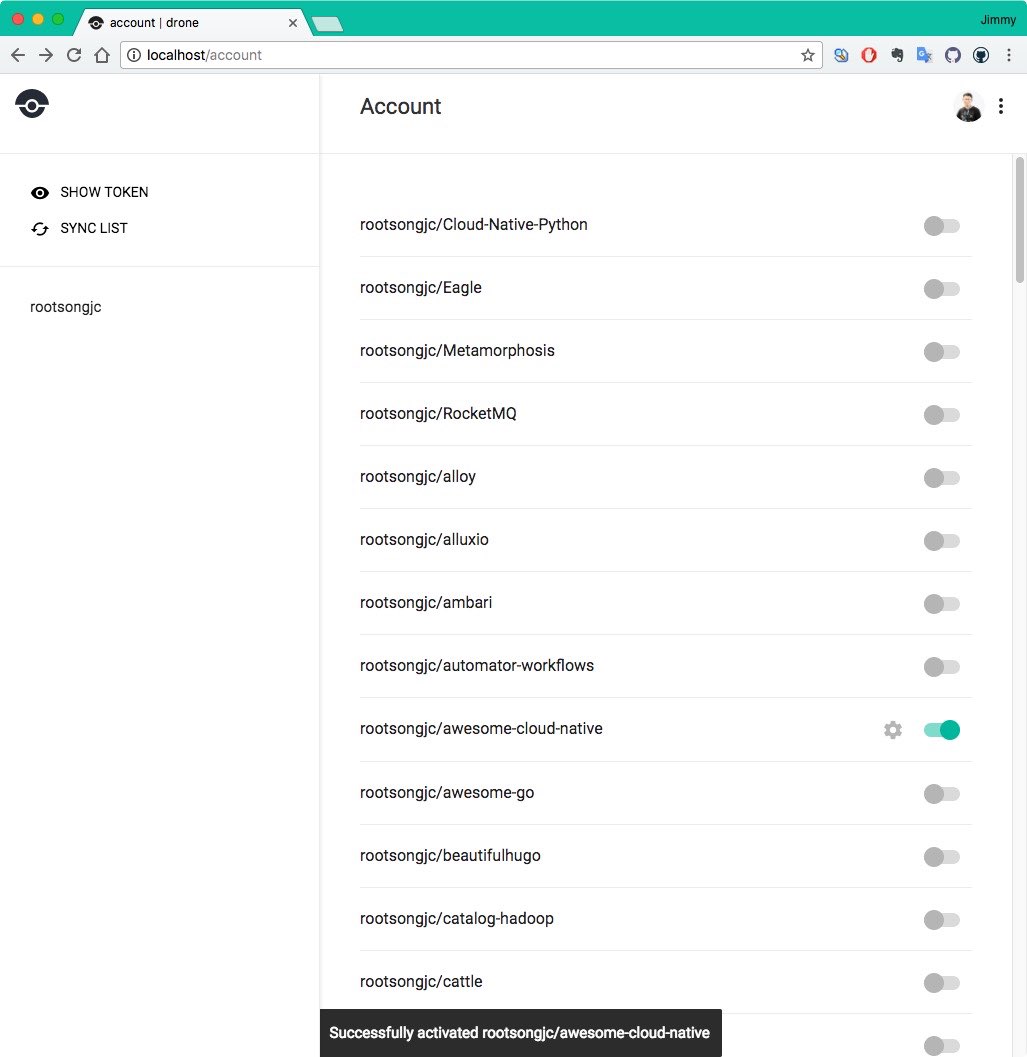 account | drone
Jimmy
localhost/account
Account
SHOW TOKEN
SYNC LIST
rootsongjc
rootsongjc/Cloud-Native-Python
rootsongjc/Eagle
rootsongjc/Metamorphosis
rootsongjc/RocketMQ
rootsongjc/alloy
rootsongjc/alluxio
rootsongjc/ambari
rootsongjc/automator-workflows
rootsongjc/awesome-cloud-native
rootsongjc/awesome-go
rootsongjc/beautifulhugo
rootsongjc/catalog-hadoop
rootsongjc/cattle
Successfully activated rootsongjc/awesome-cloud-native